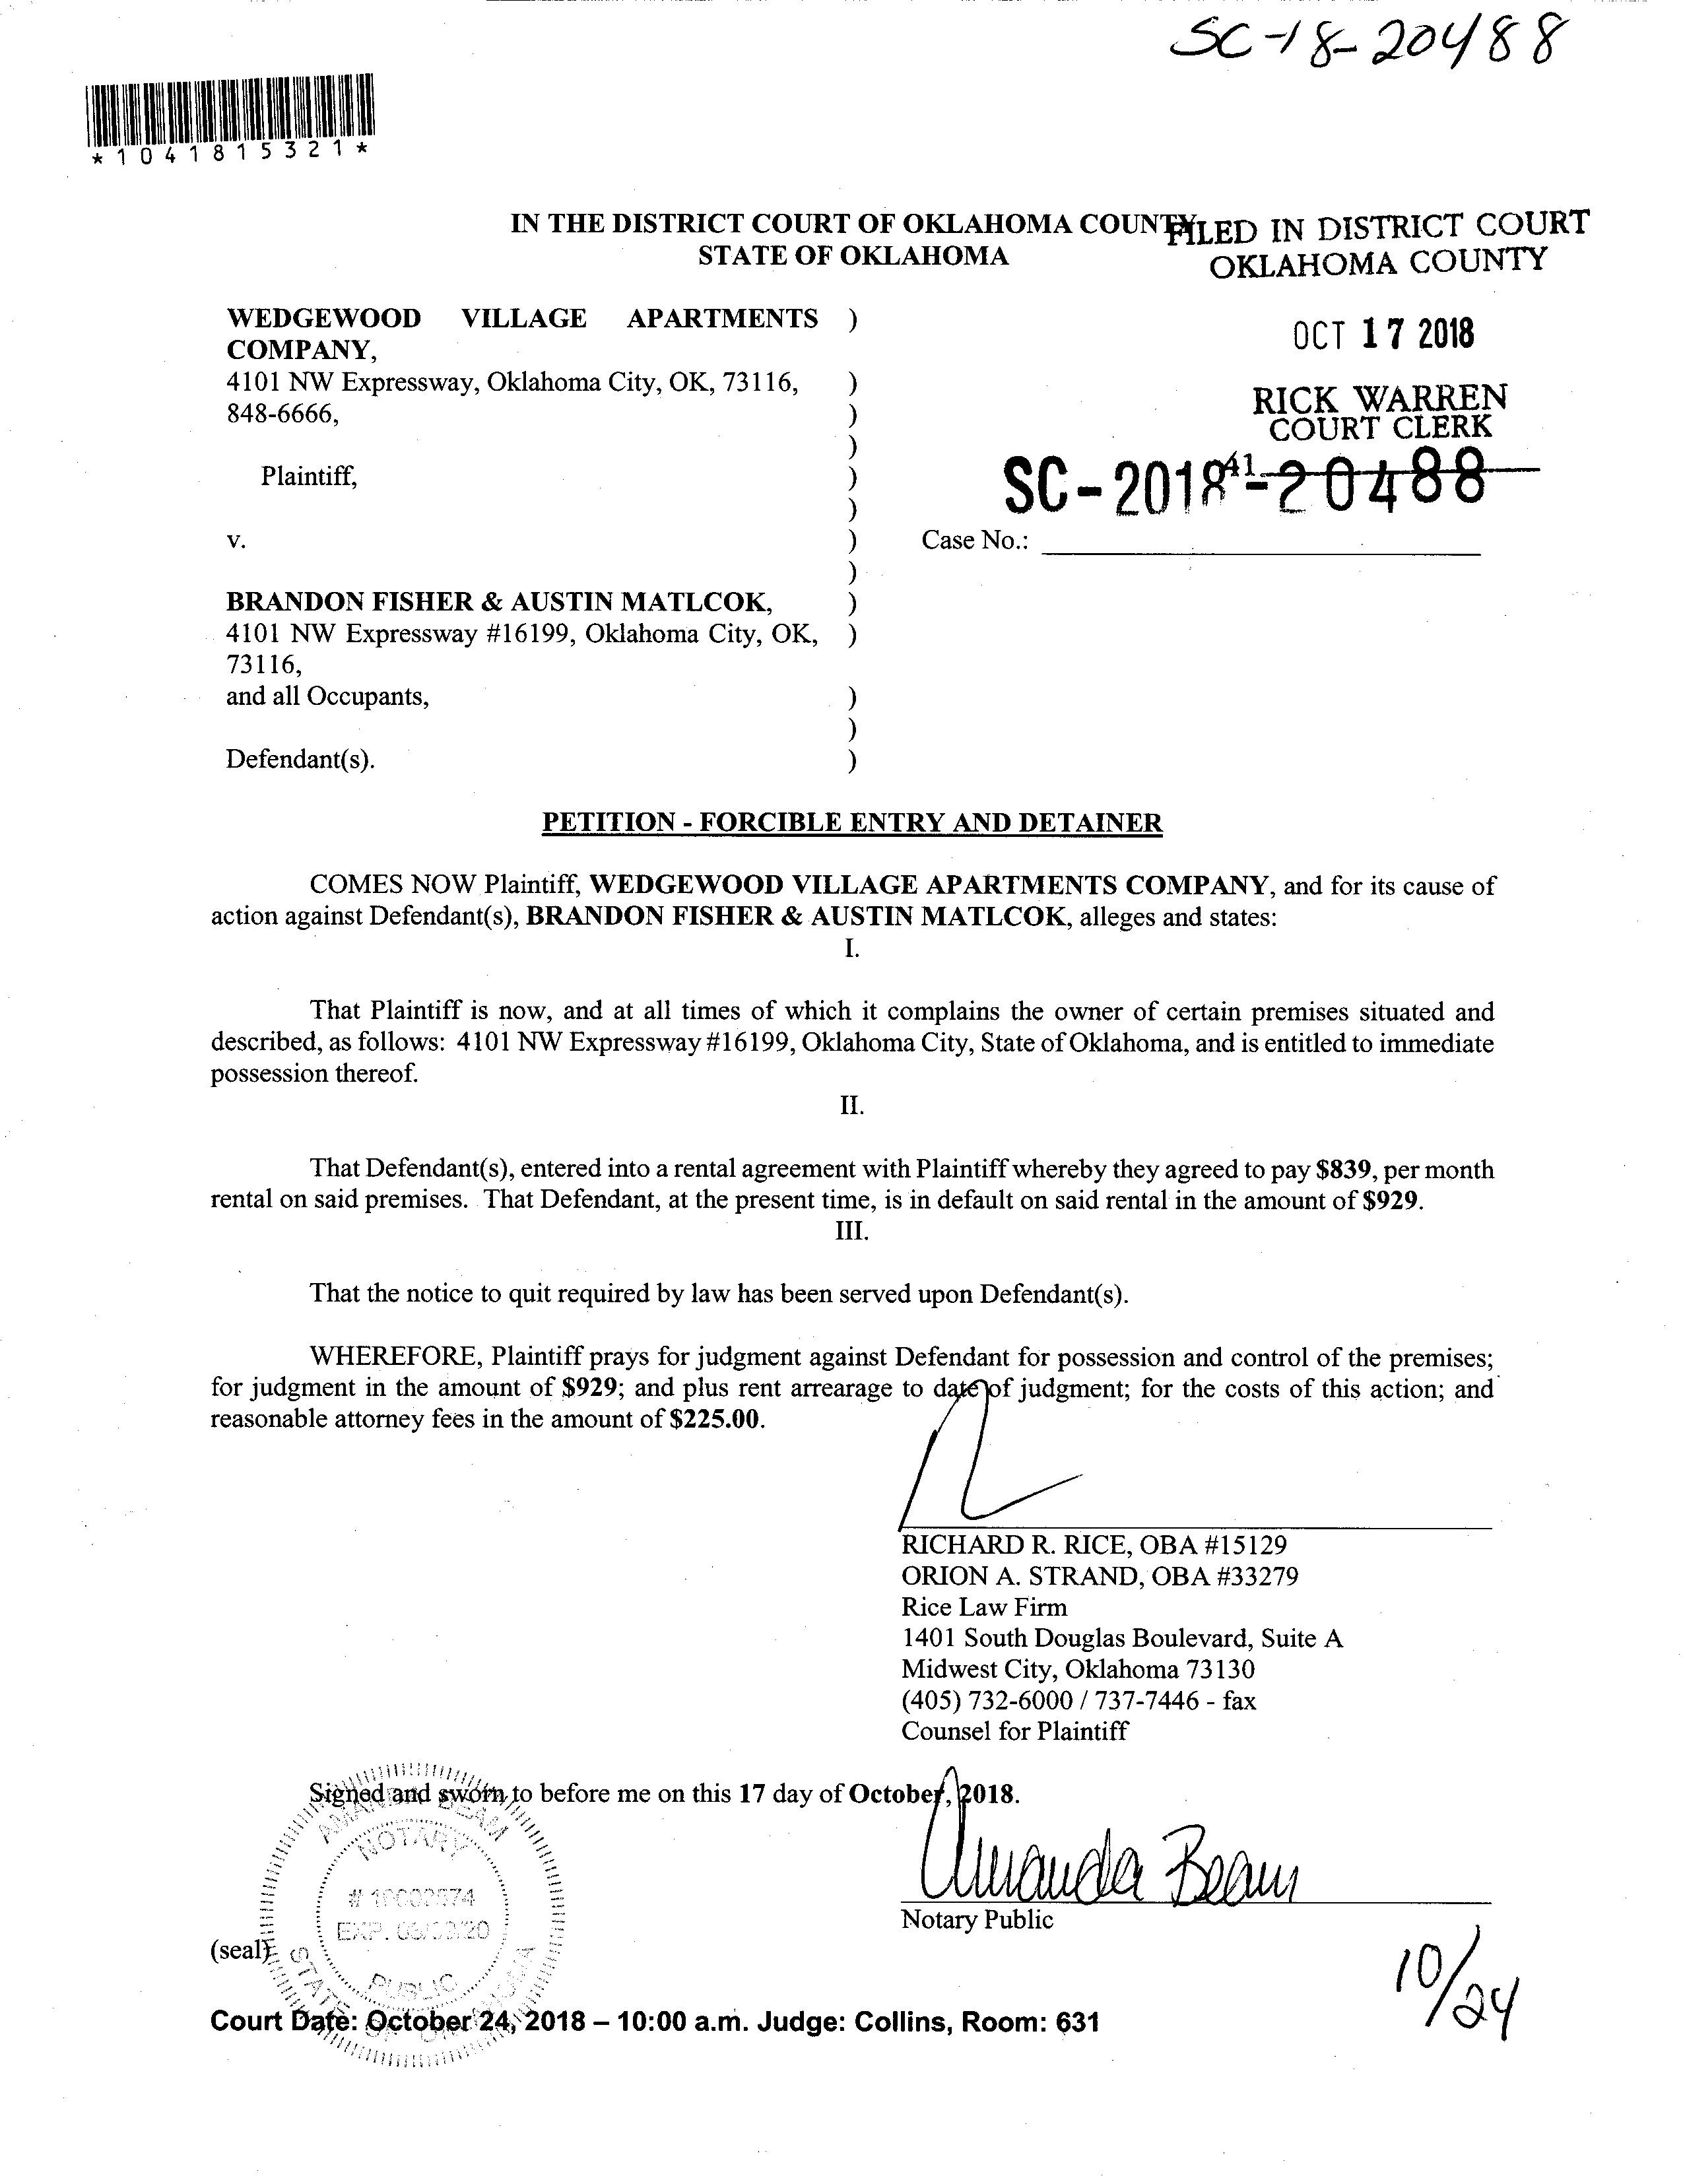 SC-18-20488
*1041815321*
IN THE DISTRICT COURT OF OKLAHOMA COUNTY
STATE OF OKLAHOMA
FILED IN DISTRICT COURT
OKLAHOMA COUNTY
OCT 17 2018
RICK WARREN
COURT CLERK
41
SC-2018-20488
WEDGEWOOD VILLAGE APARTMENTS )
COMPANY,
4101 NW Expressway, Oklahoma City, OK, 73116, )
848-6666, )
)
Plaintiff, )
)
v. )
Case No.:
)
BRANDON FISHER & AUSTIN MATLCOK, )
4101 NW Expressway #16199, Oklahoma City, OK, )
73116,
and all Occupants, )
)
Defendant(s). )
PETITION - FORCIBLE ENTRY AND DETAINER
COMES NOW Plaintiff, WEDGEWOOD VILLAGE APARTMENTS COMPANY, and for its cause of
action against Defendant(s), BRANDON FISHER & AUSTIN MATLCOK, alleges and states:
I.
That Plaintiff is now, and at all times of which it complains the owner of certain premises situated and
described, as follows: 4101 NW Expressway #16199, Oklahoma City, State of Oklahoma, and is entitled to immediate
possession thereof.
II.
That Defendant(s), entered into a rental agreement with Plaintiff whereby they agreed to pay $839, per month
rental on said premises. That Defendant, at the present time, is in default on said rental in the amount of $929.
III.
That the notice to quit required by law has been served upon Defendant(s).
WHEREFORE, Plaintiff prays for judgment against Defendant for possession and control of the premises;
for judgment in the amount of $929; and plus rent arrearage to date of judgment; for the costs of this action; and
reasonable attorney fees in the amount of $225.00.
RICHARD R. RICE, OBA #15129
ORION A. STRAND, OBA #33279
Rice Law Firm
1401 South Douglas Boulevard, Suite A
Midwest City, Oklahoma 73130
(405) 732-6000 / 737-7446 - fax
Counsel for Plaintiff
Signed and sworn to before me on this 17 day of October, 2018.
BEAM
NOTARY
EXP.
PUBLIC
STATE
Amanda Beam
Notary Public
(seal)
10/24
Court Date: October 24, 2018 – 10:00 a.m. Judge: Collins, Room: 631